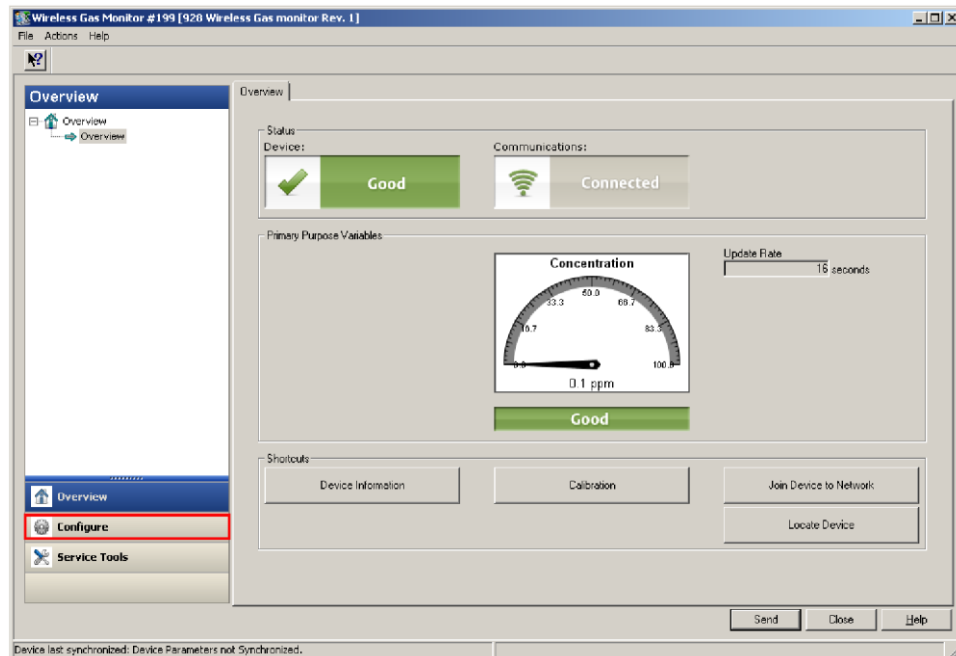 Wireless Gas Monitor #199 [928 Wireless Gas monitor Rev. 1]
File Actions Help
Overview
Overview
Overview
Overview
Status
Device:
Communications:
Good
Connected
Primary Purpose Variables
Concentration
0.0
16.7
33.3
50.0
66.7
83.3
100.0
0.1 ppm
Good
Update Rate
16 seconds
Shortcuts
Device Information
Calibration
Join Device to Network
Locate Device
Overview
Configure
Service Tools
Send
Close
Help
Device last synchronized: Device Parameters not Synchronized.